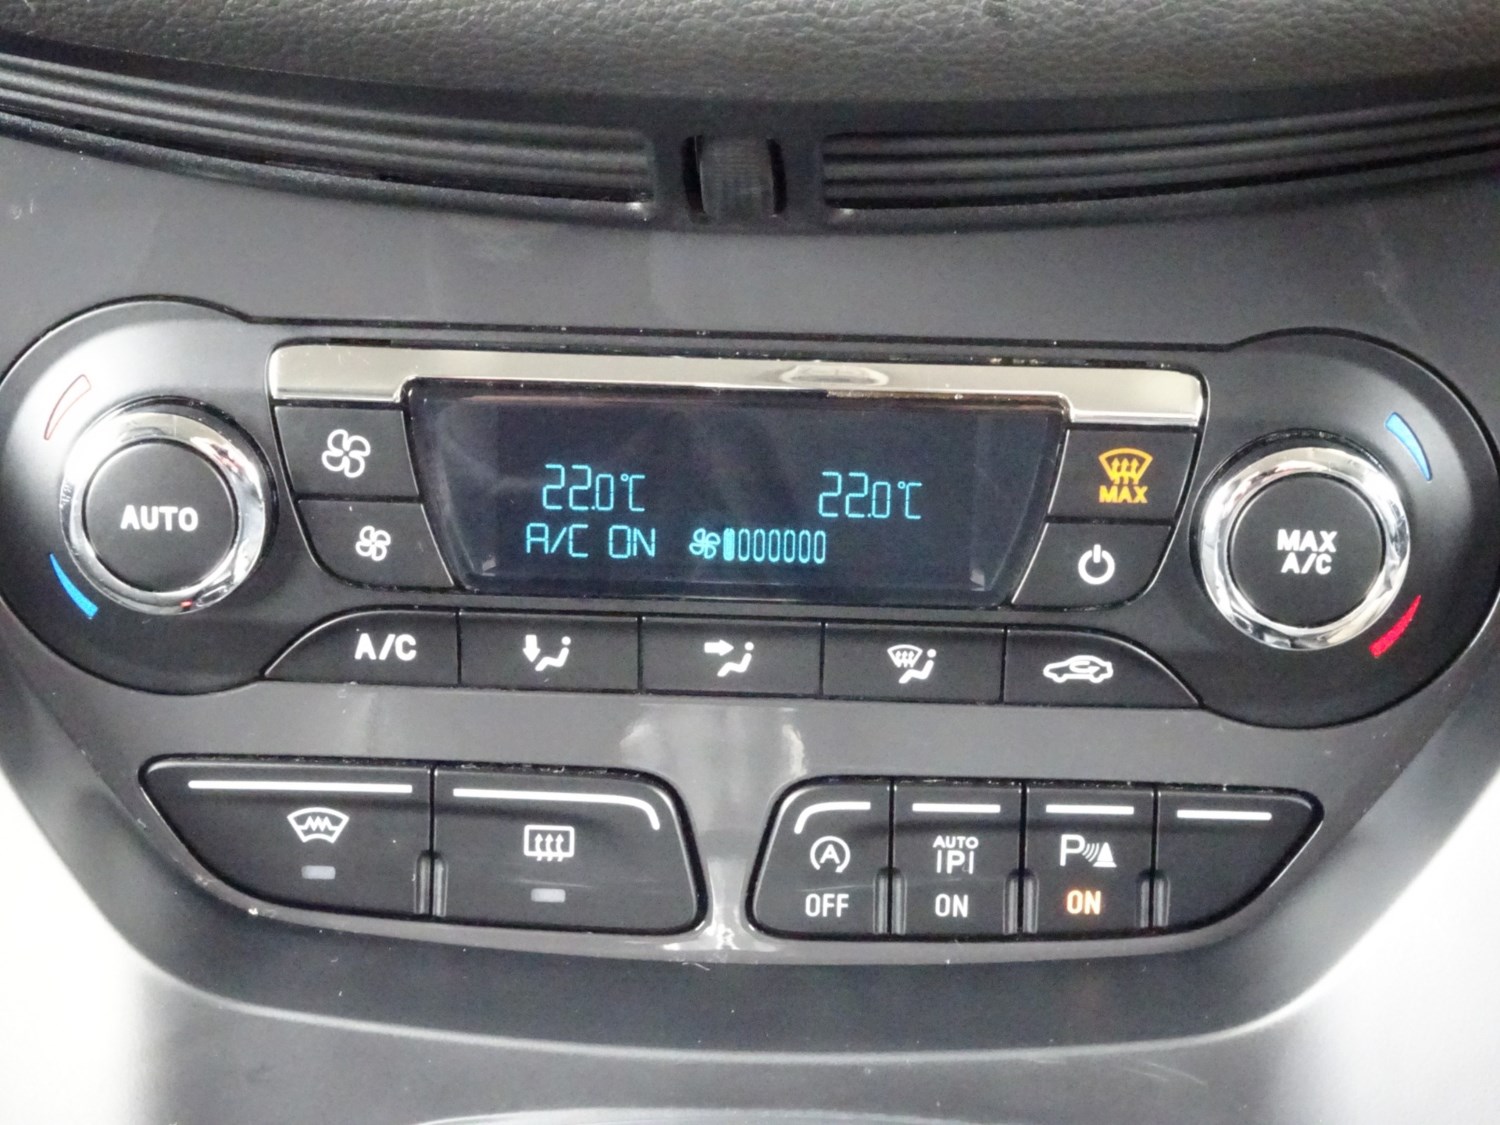 22.0°C 22.0°C
A/C ON
MAX
AUTO
MAX
A/C
A/C
A
OFF
AUTO
|P|
ON
P
ON